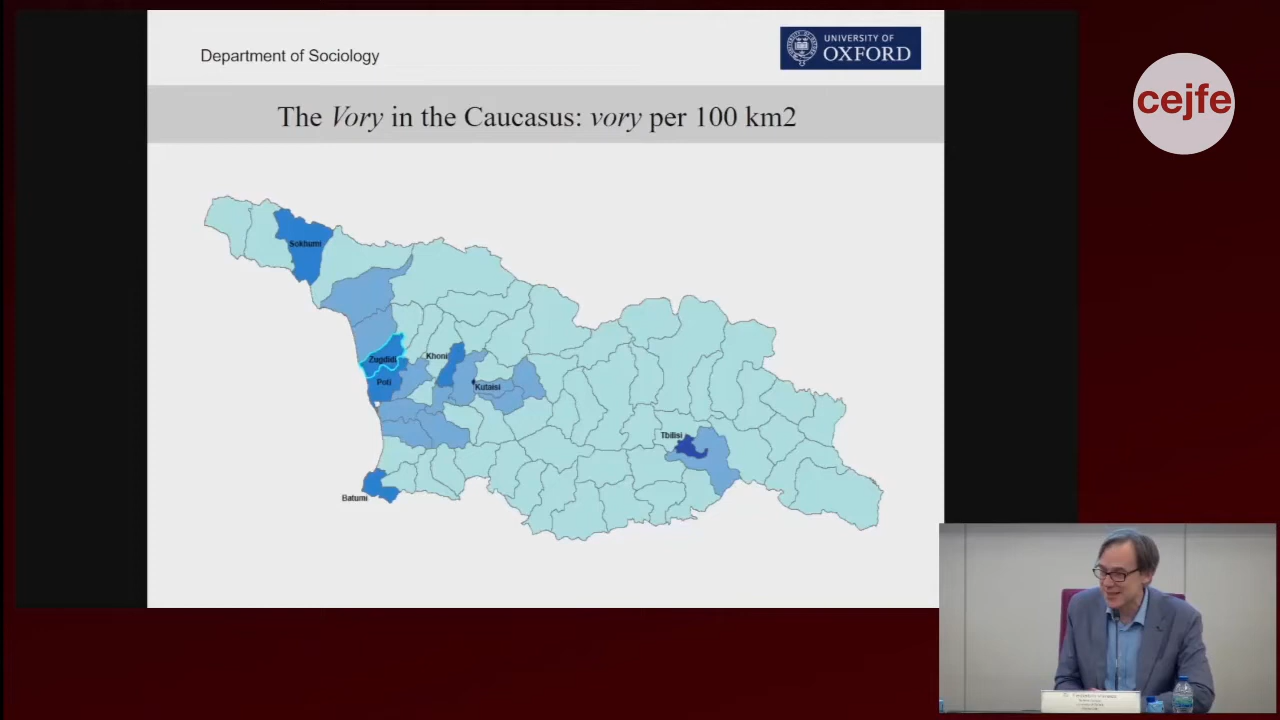 Department of Sociology
UNIVERSITY OF
OXFORD
cejfe
The Vory in the Caucasus: vory per 100 km2
Sokhumi
Zugdidi
Khoni
Poti
Kutaisi
Tbilisi
Batumi